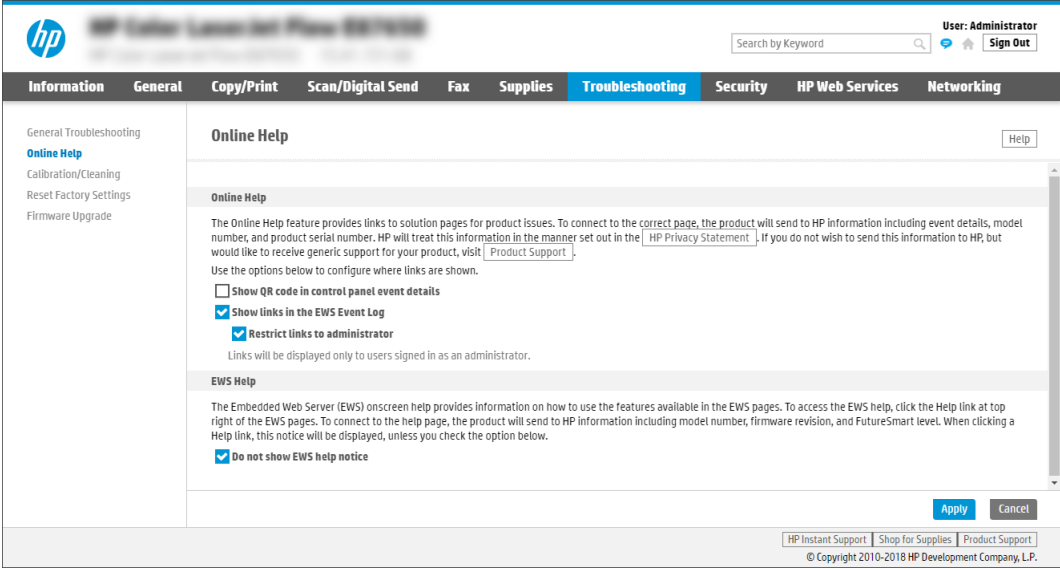 hp
User: Administrator
Search by Keyword
Sign Out
Information General Copy/Print Scan/Digital Send Fax Supplies Troubleshooting Security HP Web Services Networking
General Troubleshooting
Online Help
Calibration/Cleaning
Reset Factory Settings
Firmware Upgrade
Online Help
Help
Online Help
The Online Help feature provides links to solution pages for product issues. To connect to the correct page, the product will send to HP information including event details, model
number, and product serial number. HP will treat this information in the manner set out in the HP Privacy Statement . If you do not wish to send this information to HP, but
would like to receive generic support for your product, visit Product Support .
Use the options below to configure where links are shown.
Show QR code in control panel event details
Show links in the EWS Event Log
Restrict links to administrator
Links will be displayed only to users signed in as an administrator.
EWS Help
The Embedded Web Server (EWS) onscreen help provides information on how to use the features available in the EWS pages. To access the EWS help, click the Help link at top
right of the EWS pages. To connect to the help page, the product will send to HP information including model number, firmware revision, and FutureSmart level. When clicking a
Help link, this notice will be displayed, unless you check the option below.
Do not show EWS help notice
Apply Cancel
HP Instant Support Shop for Supplies Product Support
© Copyright 2010-2018 HP Development Company, L.P.